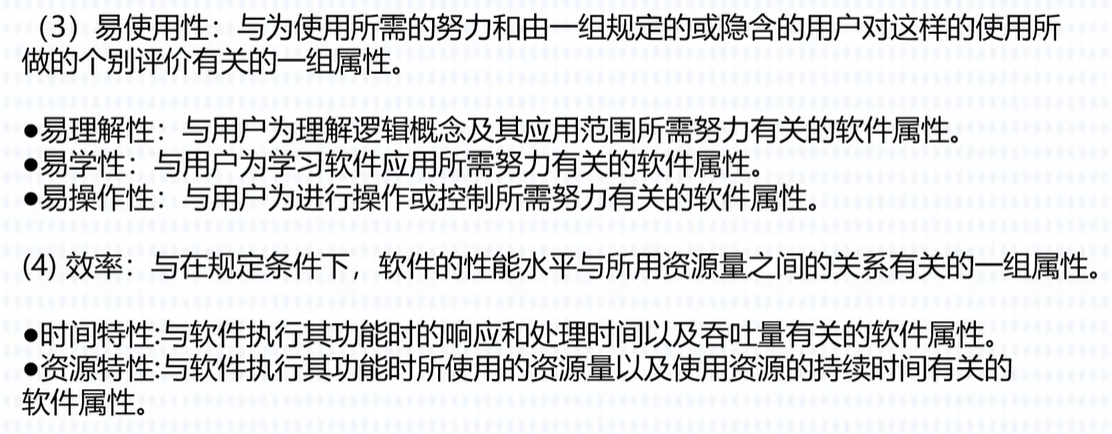 （3）易使用性：与为使用所需的努力和由一组规定的或隐含的用户对这样的使用所
做的个别评价有关的一组属性。
●易理解性：与用户为理解逻辑概念及其应用范围所需努力有关的软件属性。
●易学性：与用户为学习软件应用所需努力有关的软件属性。
●易操作性：与用户为进行操作或控制所需努力有关的软件属性。
(4) 效率：与在规定条件下，软件的性能水平与所用资源量之间的关系有关的一组属性。
●时间特性:与软件执行其功能时的响应和处理时间以及吞吐量有关的软件属性。
●资源特性:与软件执行其功能时所使用的资源量以及使用资源的持续时间有关的
软件属性。